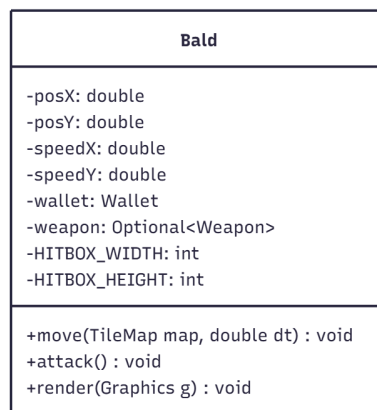 Bald
-posX: double
-posY: double
-speedX: double
-speedY: double
-wallet: Wallet
-weapon: Optional<Weapon>
-HITBOX_WIDTH: int
-HITBOX_HEIGHT: int
+move(TileMap map, double dt) : void
+attack() : void
+render(Graphics g) : void